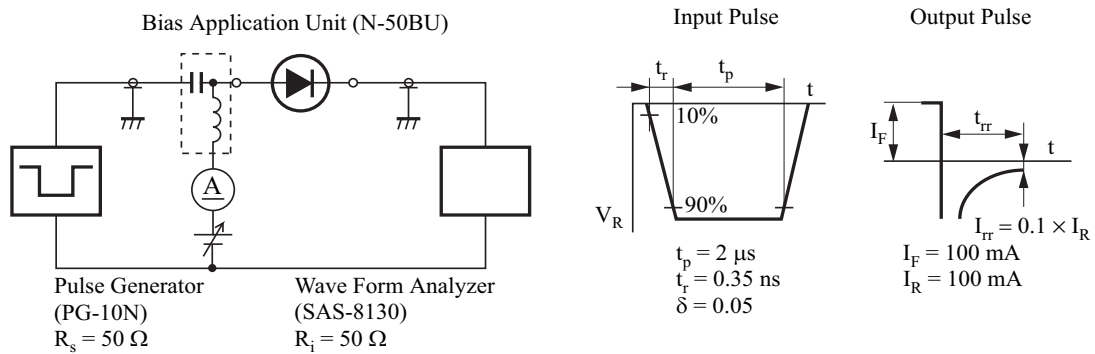 Bias Application Unit (N-50BU)
A
Pulse Generator
(PG-10N)
R_s = 50 Ω
Wave Form Analyzer
(SAS-8130)
R_i = 50 Ω
Input Pulse
t_r
t_p
t
10%
90%
V_R
t_p = 2 μs
t_r = 0.35 ns
δ = 0.05
Output Pulse
I_F
t_rr
t
I_rr = 0.1 × I_R
I_F = 100 mA
I_R = 100 mA